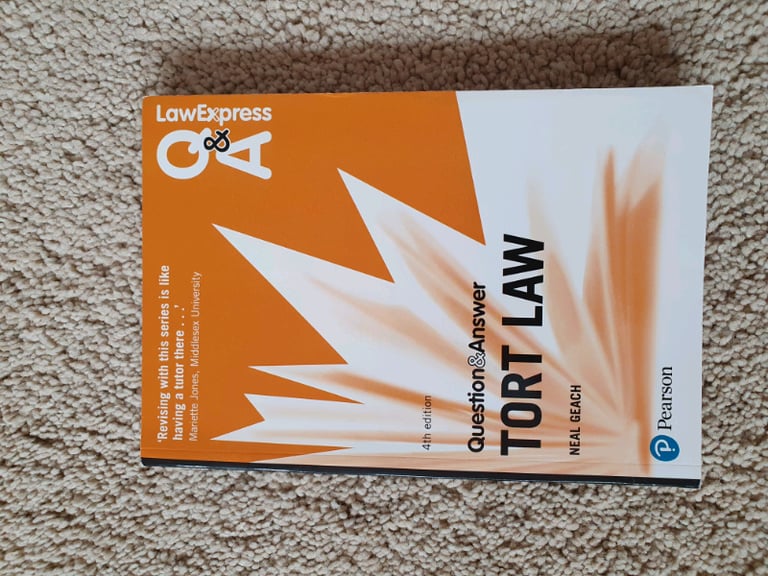 LawExpress
Q&A
‘Revising with this series is like
having a tutor there . . .’
Mariette Jones, Middlesex University
4th edition
Question&Answer
TORT LAW
NEAL GEACH
Pearson